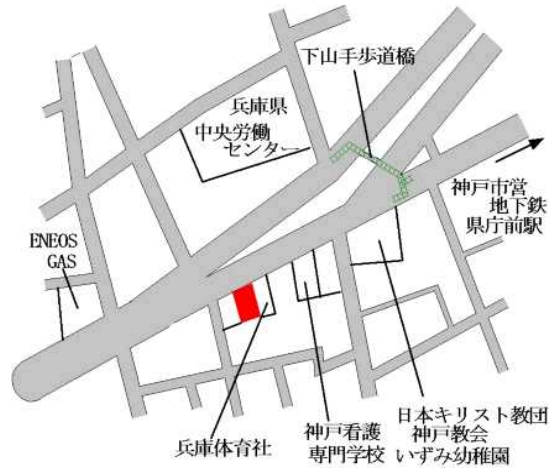 下山手歩道橋
兵庫県
中央労働
センター
神戸市営
地下鉄
県庁前駅
ENEOS
GAS
兵庫体育社
神戸看護
専門学校
日本キリスト教団
神戸教会
いずみ幼稚園